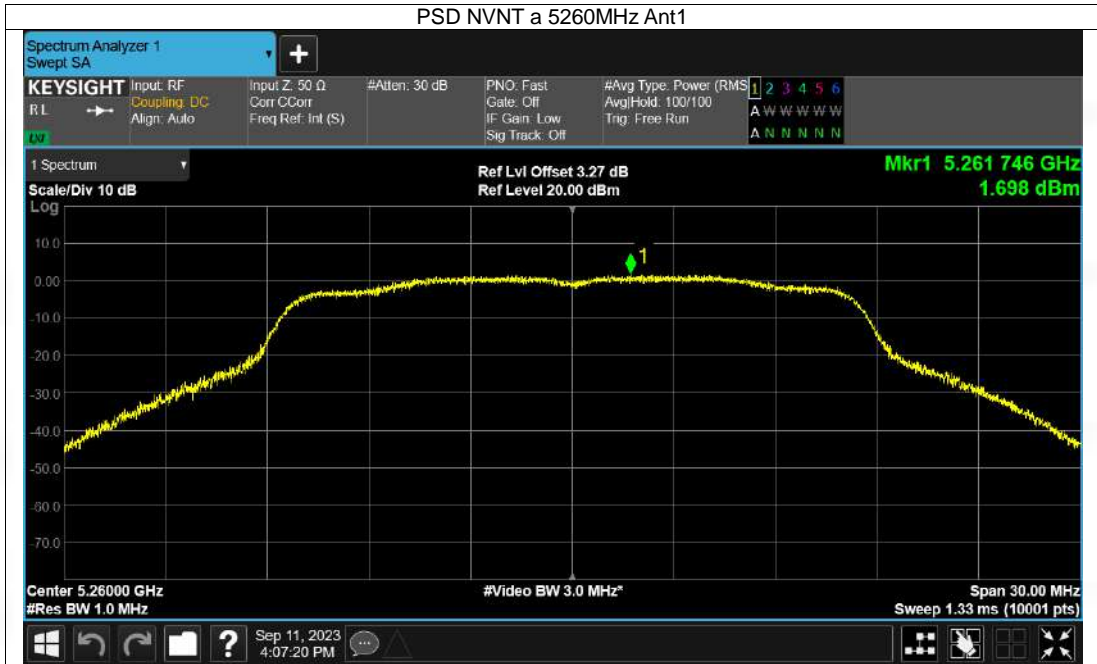 PSD NVNT a 5260MHz Ant1
Spectrum Analyzer 1
Swept SA
+
KEYSIGHT
R L
LXI
Input: RF
Coupling: DC
Align: Auto
Input Z: 50 Ω
Corr CCorr
Freq Ref: Int (S)
#Atten: 30 dB
PNO: Fast
Gate: Off
IF Gain: Low
Sig Track: Off
#Avg Type: Power (RMS
Avg|Hold: 100/100
Trig: Free Run
1 2 3 4 5 6
A W W W W W
A N N N N N
1 Spectrum
Scale/Div 10 dB
Log
Ref Lvl Offset 3.27 dB
Ref Level 20.00 dBm
Mkr1 5.261 746 GHz
1.698 dBm
10.0
0.00
-10.0
-20.0
-30.0
-40.0
-50.0
-60.0
-70.0
1
Center 5.26000 GHz
#Res BW 1.0 MHz
#Video BW 3.0 MHz*
Span 30.00 MHz
Sweep 1.33 ms (10001 pts)
?
Sep 11, 2023
4:07:20 PM